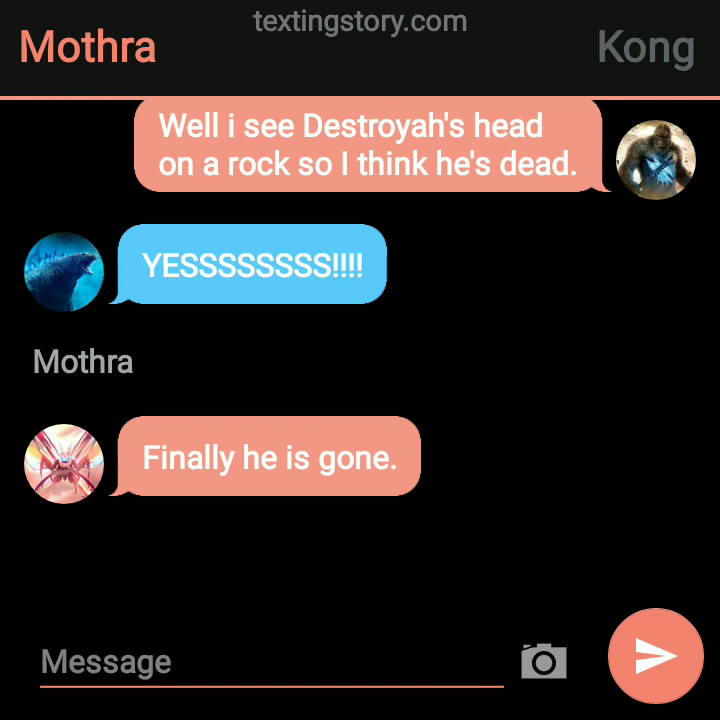 textingstory.com
Mothra
Kong
Well i see Destroyah's head
on a rock so I think he's dead.
YESSSSSSSS!!!!
Mothra
Finally he is gone.
Message